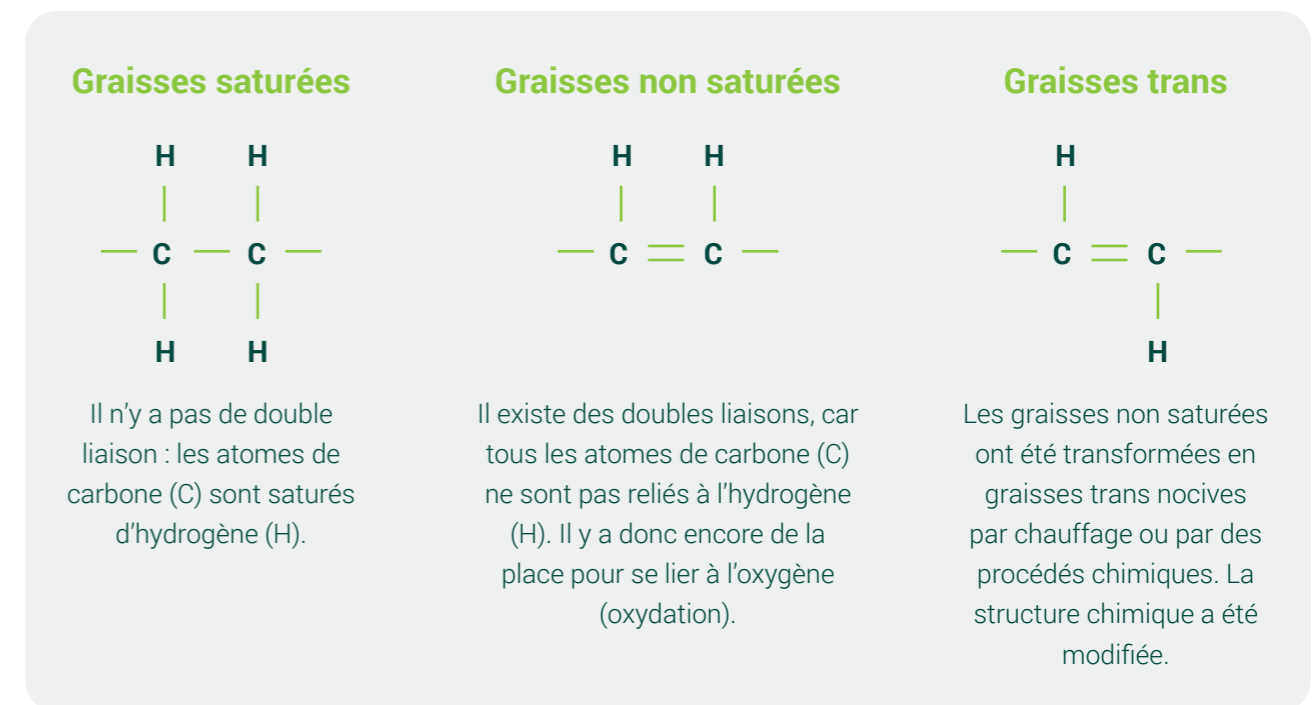 Graisses saturées
H H
C C
H H
Il n’y a pas de double
liaison : les atomes de
carbone (C) sont saturés
d’hydrogène (H).
Graisses non saturées
H H
C C
Il existe des doubles liaisons, car
tous les atomes de carbone (C)
ne sont pas reliés à l’hydrogène
(H). Il y a donc encore de la
place pour se lier à l’oxygène
(oxydation).
Graisses trans
H
C C
H
Les graisses non saturées
ont été transformées en
graisses trans nocives
par chauffage ou par des
procédés chimiques. La
structure chimique a été
modifiée.